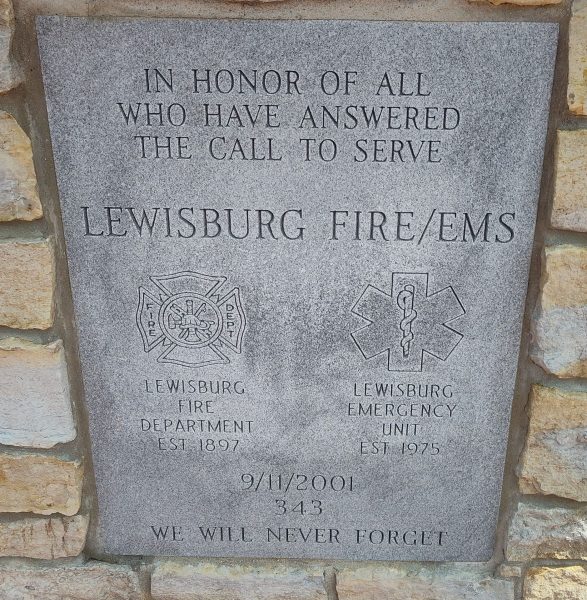 IN HONOR OF ALL
WHO HAVE ANSWERED
THE CALL TO SERVE
LEWISBURG FIRE/EMS
FIRE DEPT
LEWISBURG
FIRE
DEPARTMENT
EST. 1897
LEWISBURG
EMERGENCY
UNIT
EST 1975
9/11/2001
343
WE WILL NEVER FORGET